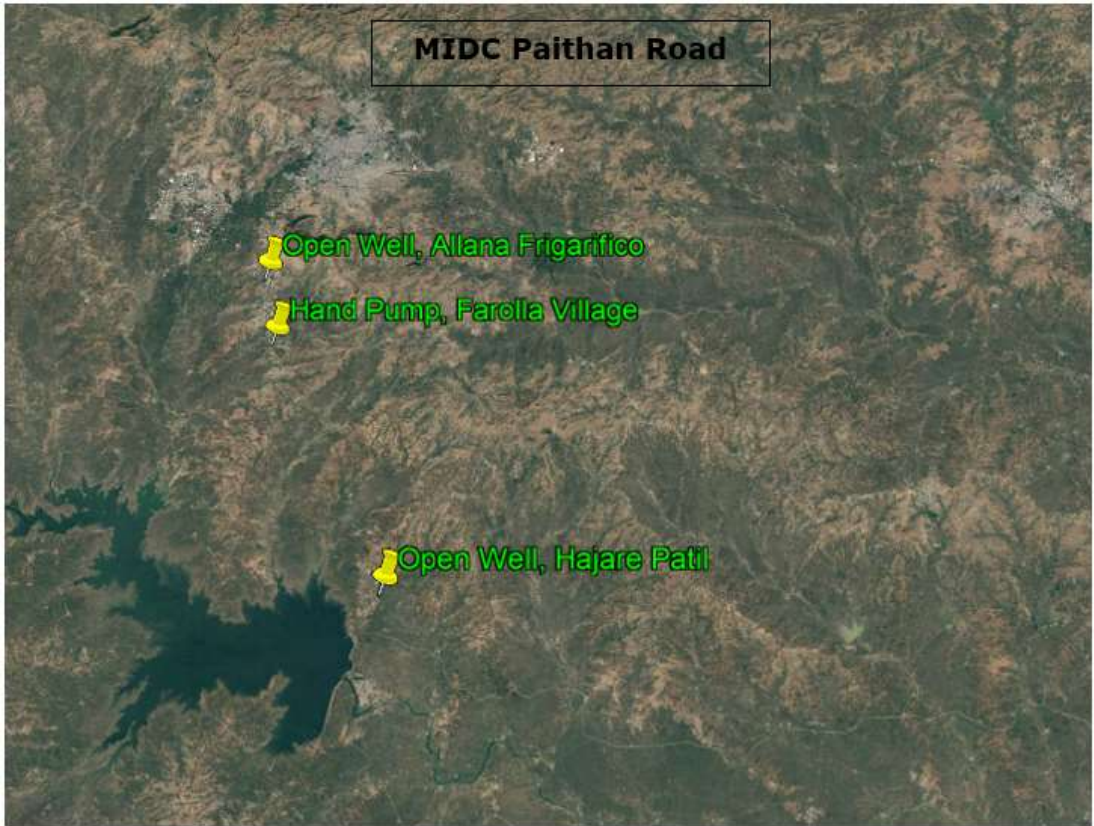 MIDC Paithan Road
Open Well, Allana Frigarifico
Hand Pump, Farolla Village
Open Well, Hajare Patil